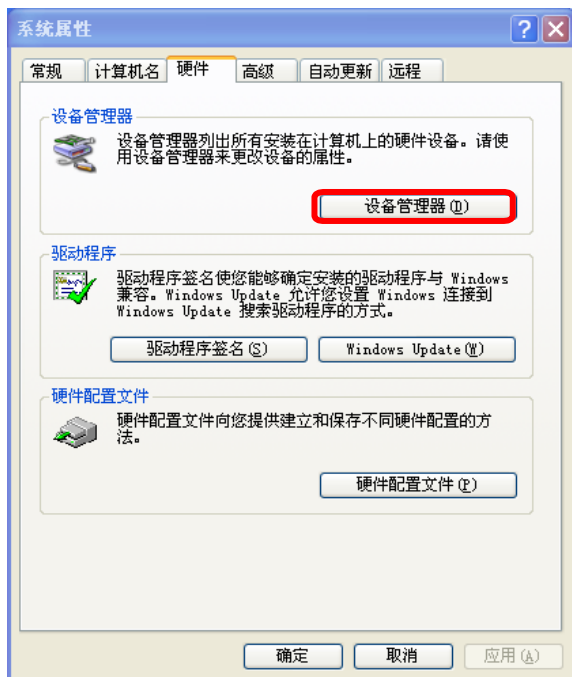 系统属性
常规 计算机名 硬件 高级 自动更新 远程
设备管理器
设备管理器列出所有安装在计算机上的硬件设备。请使
用设备管理器来更改设备的属性。
设备管理器(D)
驱动程序
驱动程序签名使您能够确定安装的驱动程序与 Windows
兼容。Windows Update 允许您设置 Windows 连接到
Windows Update 搜索驱动程序的方式。
驱动程序签名(S) Windows Update(W)
硬件配置文件
硬件配置文件向您提供建立和保存不同硬件配置的方
法。
硬件配置文件(P)
确定 取消 应用(A)